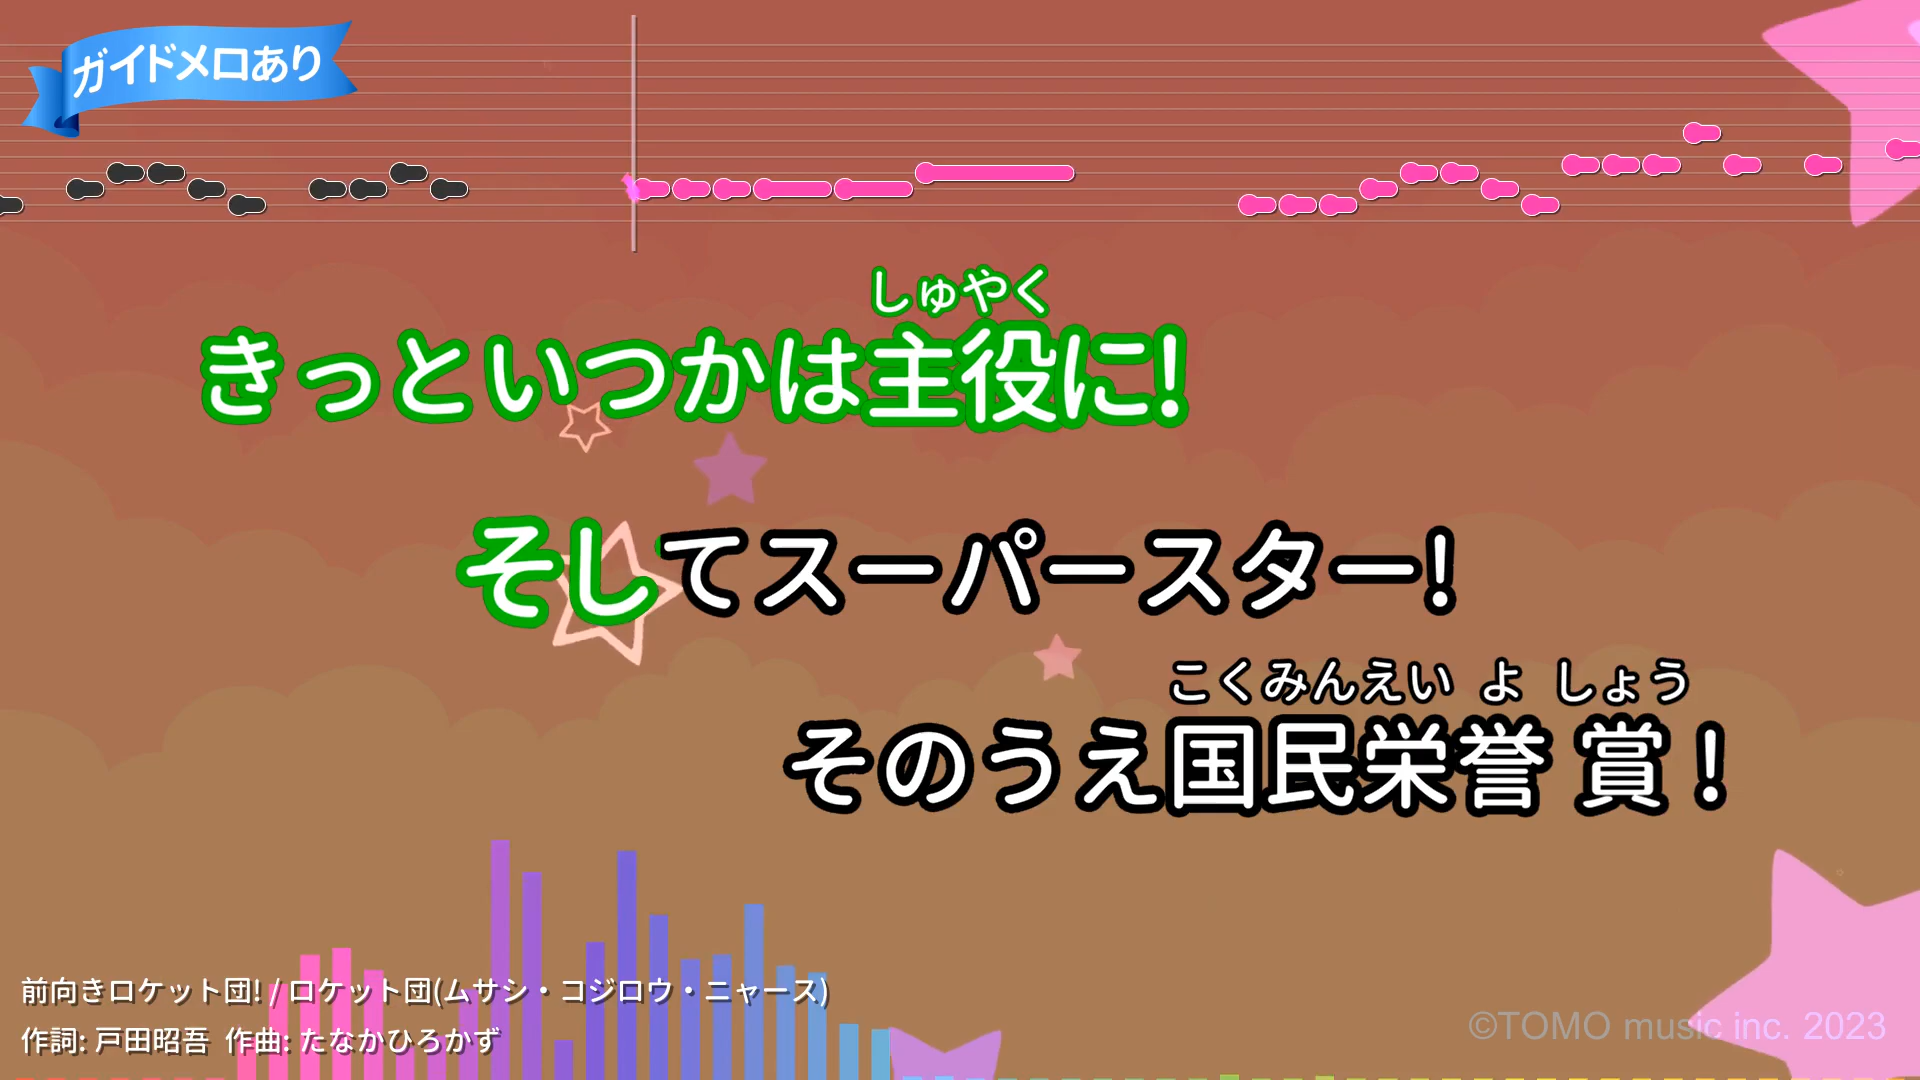 ガイドメロあり
しゅやく
きっといつかは主役に!
そしてスーパースター!
こくみんえい よ しょう
そのうえ国民栄誉 賞 !
前向きロケット団! / ロケット団(ムサシ・コジロウ・ニャース)
作詞: 戸田昭吾 作曲: たなかひろかず
©TOMO music inc. 2023